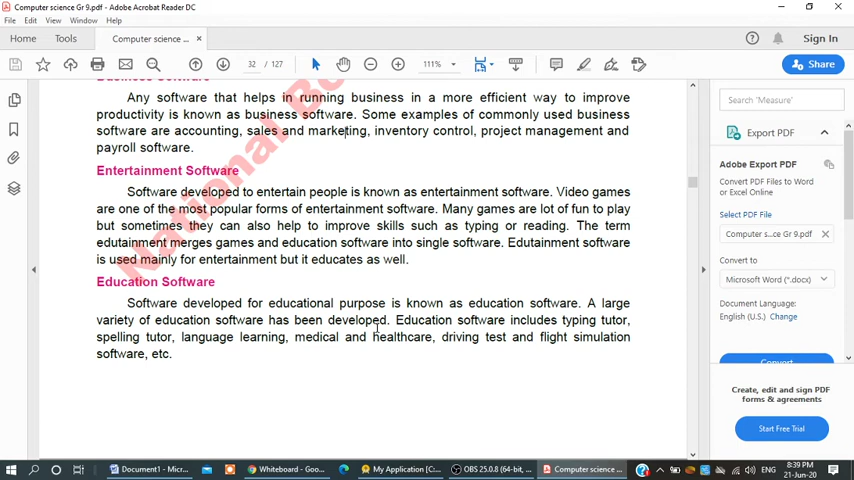 Computer science Gr 9.pdf - Adobe Acrobat Reader DC
File Edit View Window Help
Home Tools Computer science ... × Sign In
32 / 127 111% Share
Business Software
Any software that helps in running business in a more efficient way to improve
productivity is known as business software. Some examples of commonly used business
software are accounting, sales and marketing, inventory control, project management and
payroll software.
Entertainment Software
Software developed to entertain people is known as entertainment software. Video games
are one of the most popular forms of entertainment software. Many games are lot of fun to play
but sometimes they can also help to improve skills such as typing or reading. The term
edutainment merges games and education software into single software. Edutainment software
is used mainly for entertainment but it educates as well.
Education Software
Software developed for educational purpose is known as education software. A large
variety of education software has been developed. Education software includes typing tutor,
spelling tutor, language learning, medical and healthcare, driving test and flight simulation
software, etc.
National Bo
Search 'Measure'
Export PDF
Adobe Export PDF
Convert PDF Files to Word
or Excel Online
Select PDF File
Computer s...ce Gr 9.pdf
Convert to
Microsoft Word (*.docx)
Document Language:
English (U.S.) Change
Convert
Create, edit and sign PDF
forms & agreements
Start Free Trial
Document1 - Micr... Whiteboard - Goo... My Application [C:... OBS 25.0.8 (64-bit, ... Computer science ... ENG 8:39 PM
21-Jun-20